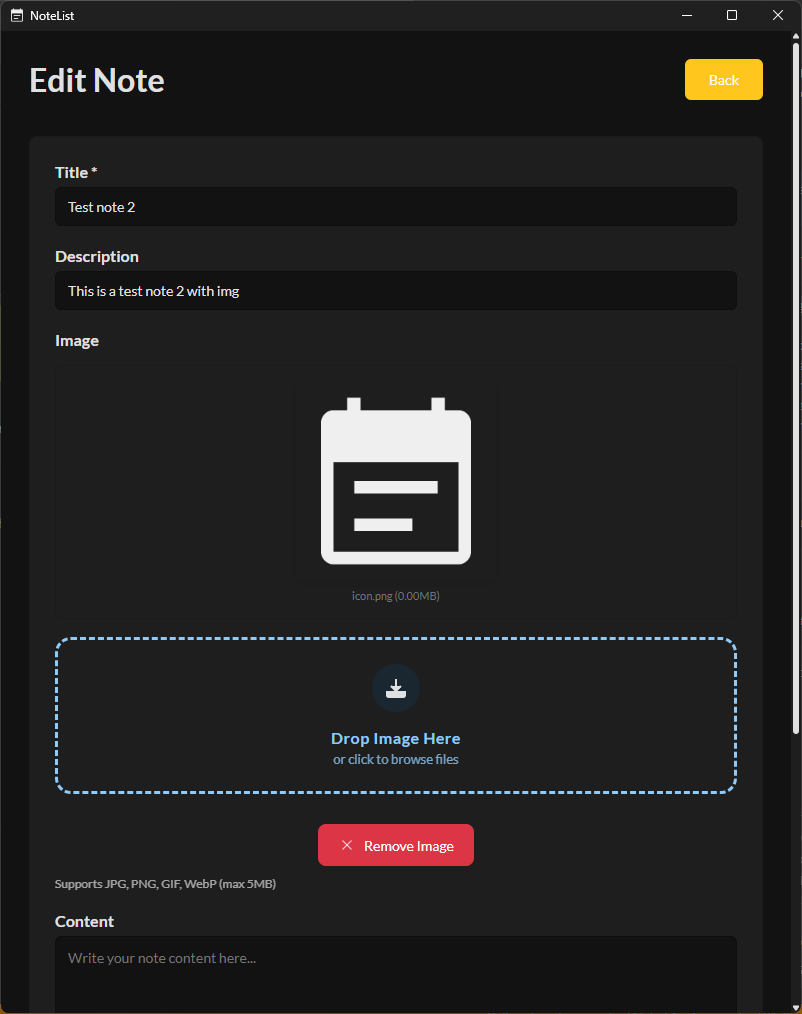 NoteList
Edit Note
Back
Title *
Test note 2
Description
This is a test note 2 with img
Image
icon.png (0.00MB)
Drop Image Here
or click to browse files
Remove Image
Supports JPG, PNG, GIF, WebP (max 5MB)
Content
Write your note content here...